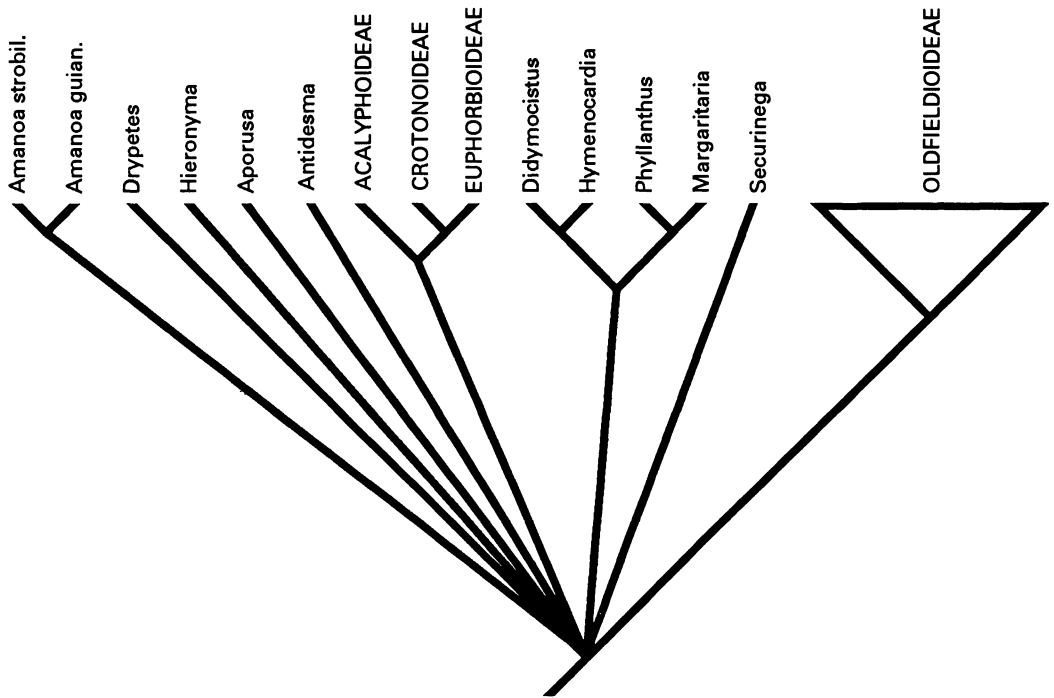 Amanoa strobil.
Amanoa guian.
Drypetes
Hieronyma
Aporusa
Antidesma
ACALYPHOIDEAE
CROTONOIDEAE
EUPHORBIOIDEAE
Didymocistus
Hymenocardia
Phyllanthus
Margaritaria
Securinega
OLDFIELDIOIDEAE